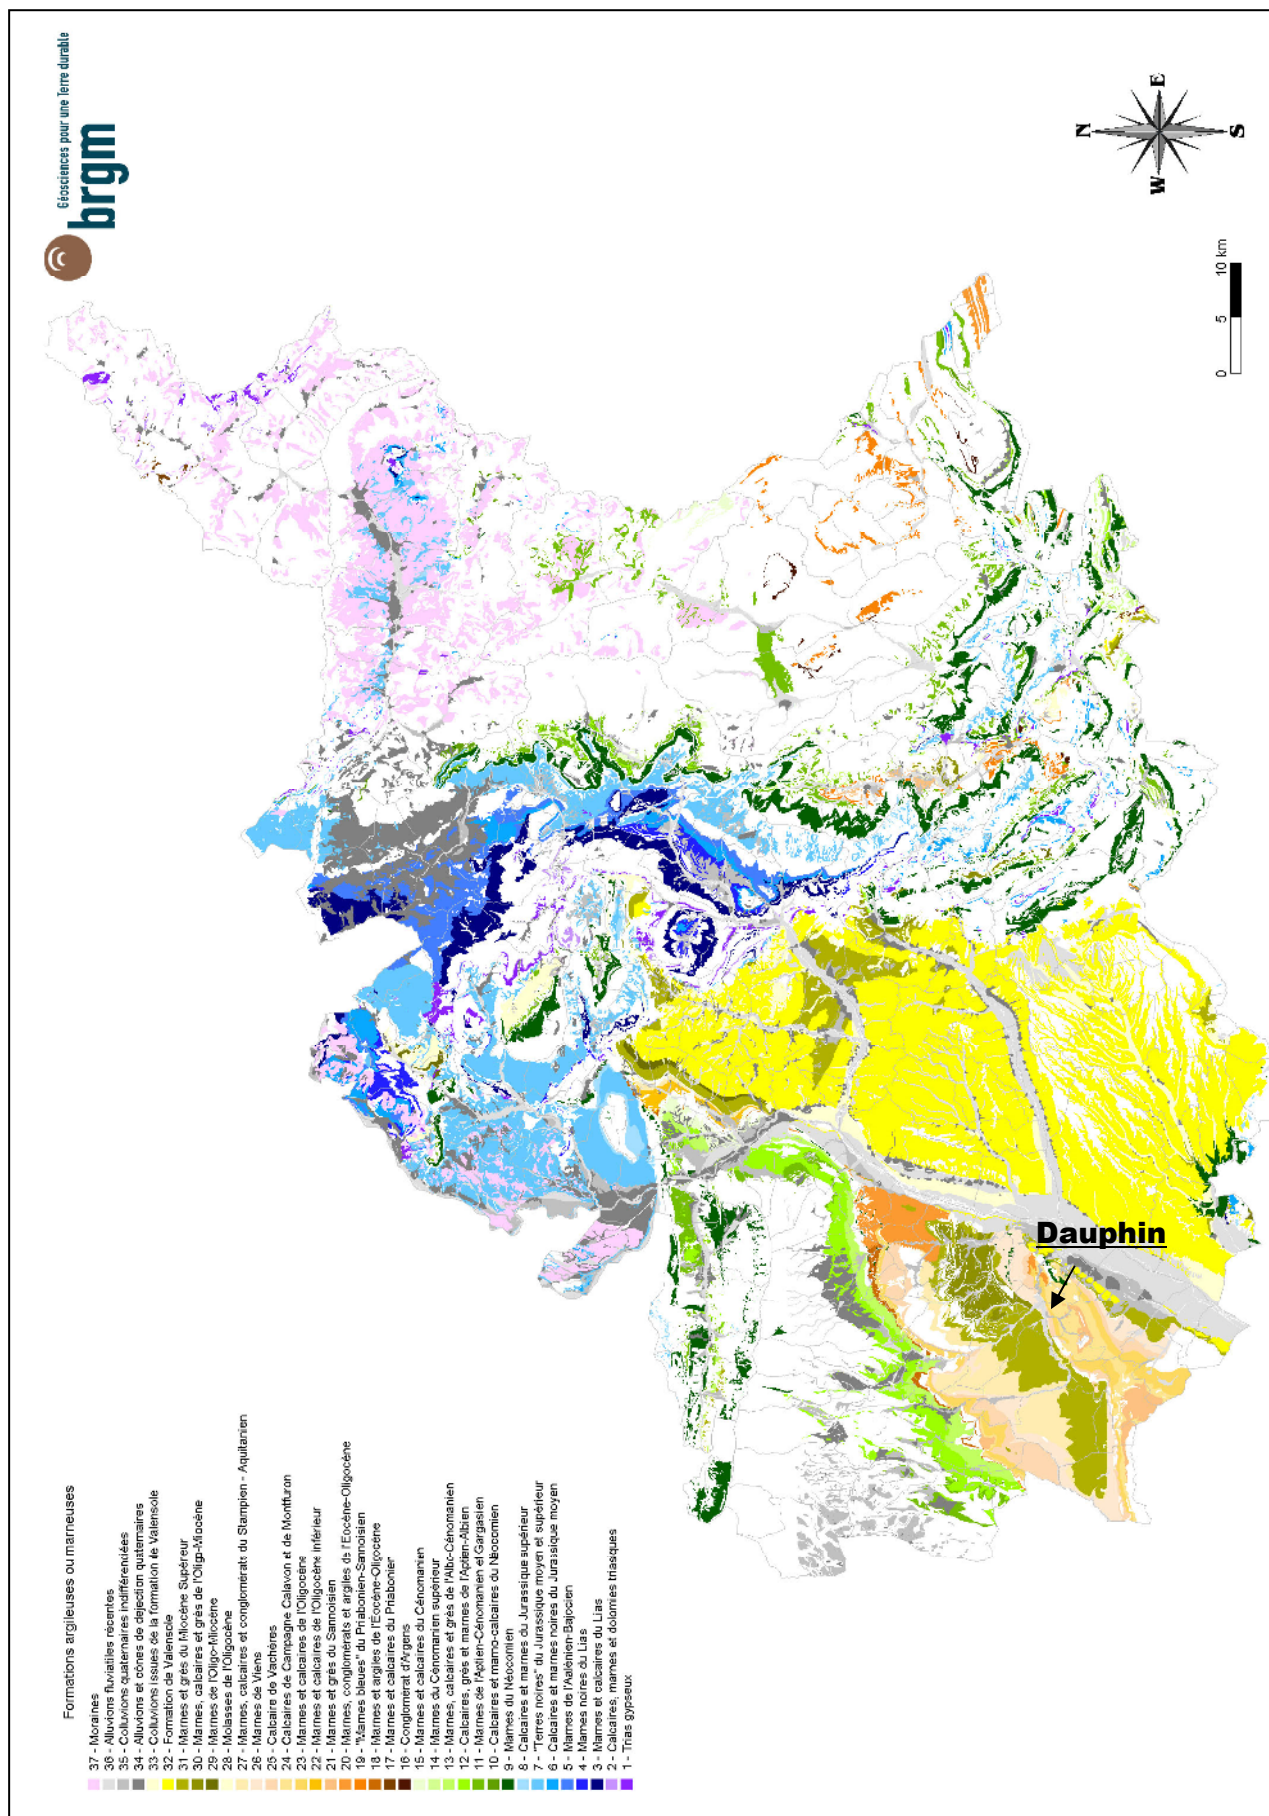 Géosciences pour une Terre durable
brgm
N
W
E
S
0
5
10 km
Dauphin
Formations argileuses ou marneuses
37 - Moraines
36 - Alluvions fluviatiles récentes
35 - Colluvions quaternaires indifférenciées
34 - Alluvions et cônes de déjection quaternaires
33 - Colluvions issues de la formation de Valensole
32 - Formation de Valensole
31 - Marnes et grès du Miocène Supéreur
30 - Marnes, calcaires et grès de l'Oligo-Miocène
29 - Marnes de l'Oligo-Miocène
28 - Molasses de l'Oligocène
27 - Marnes, calcaires et conglomérats du Stampien - Aquitanien
26 - Marnes de Viens
25 - Calcaire de Vachères
24 - Calcaires de Campagne Calavon et de Montfuron
23 - Marnes et calcaires de l'Oligocène
22 - Marnes et calcaires de l'Oligocène inférieur
21 - Marnes et grès du Sannoisien
20 - Marnes, conglomérats et argiles de l'Eocène-Oligocène
19 - "Marnes bleues" du Priabonien-Sannoisien
18 - Marnes et argiles de l'Eocène-Oligocène
17 - Marnes et calcaires du Priabonier
16 - Conglomérat d'Argens
15 - Marnes et calcaires du Cénomanien
14 - Marnes du Cénomanien supérieur
13 - Marnes, calcaires et grès de l'Albo-Cénomanien
12 - Calcaires, grès et marnes de l'Aptien-Albien
11 - Marnes de l'Aptien-Cénomanien et Gargasien
10 - Calcaires et marno-calcaires du Néocomien
9 - Marnes du Néocomien
8 - Calcaires et marnes du Jurassique supérieur
7 - "Terres noires" du Jurassique moyen et supérieur
6 - Calcaires et marnes noires du Jurassique moyen
5 - Marnes de l'Aalénien-Bajocien
4 - Marnes noires du Lias
3 - Marnes et calcaires du Lias
2 - Calcaires, marnes et dolomies triasiques
1 - Trias gypseux